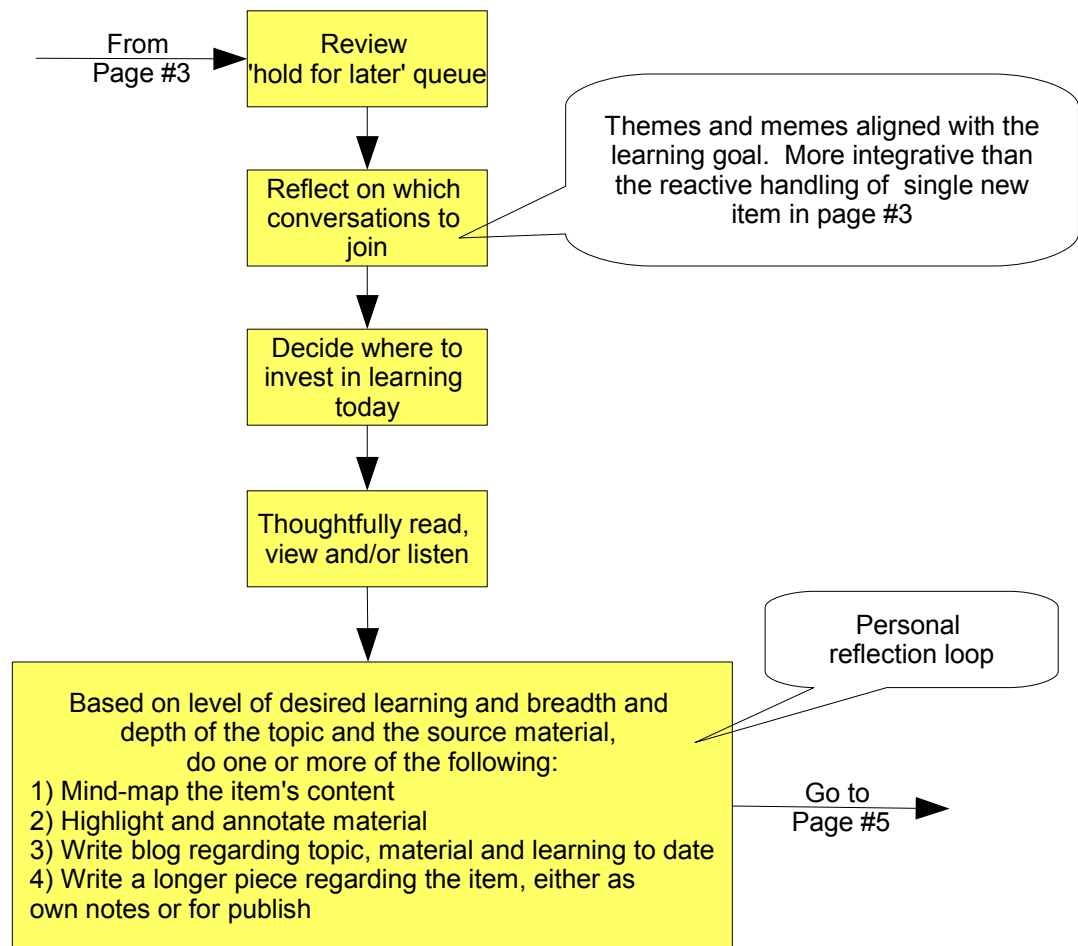 From
Page #3
Review
'hold for later' queue
Themes and memes aligned with the
learning goal.  More integrative than
the reactive handling of  single new
item in page #3
Reflect on which
conversations to
join
Decide where to
invest in learning
today
Thoughtfully read,
view and/or listen
Personal
reflection loop
Based on level of desired learning and breadth and
depth of the topic and the source material,
do one or more of the following:
1) Mind-map the item's content
2) Highlight and annotate material
3) Write blog regarding topic, material and learning to date
4) Write a longer piece regarding the item, either as
own notes or for publish
Go to
Page #5